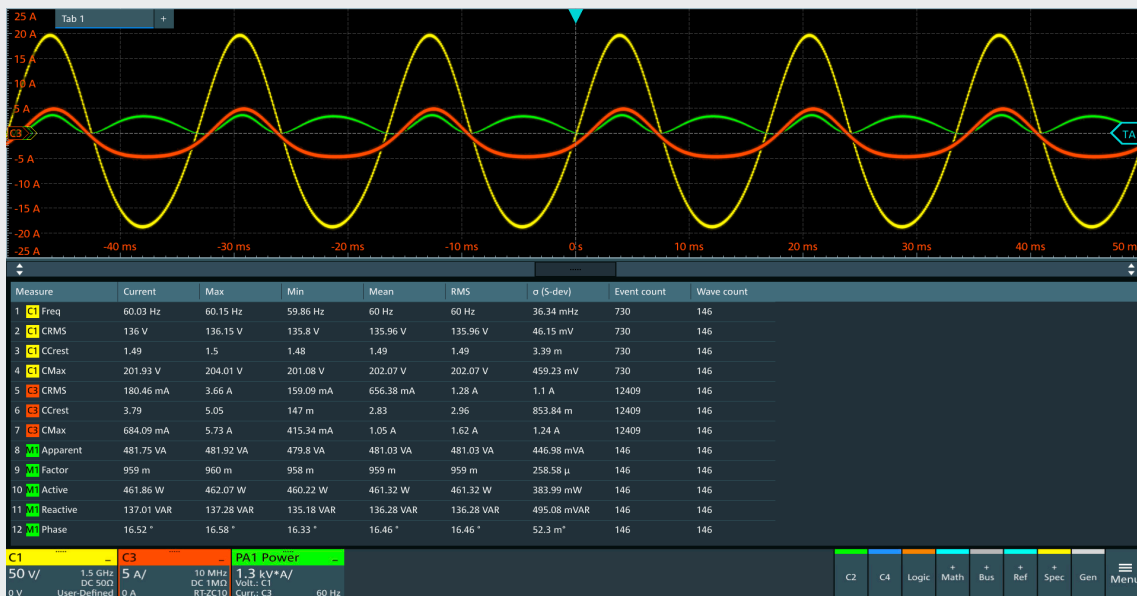 25 A
Tab 1 +
20 A
15 A
10 A
5 A
C3
TA
-5 A
-10 A
-15 A
-20 A
-25 A
-40 ms -30 ms -20 ms -10 ms 0 s 10 ms 20 ms 30 ms 40 ms 50 ms
Measure Current Max Min Mean RMS σ (S-dev) Event count Wave count
1 C1 Freq 60.03 Hz 60.15 Hz 59.86 Hz 60 Hz 60 Hz 36.34 mHz 730 146
2 C1 CRMS 136 V 136.15 V 135.8 V 135.96 V 135.96 V 46.15 mV 730 146
3 C1 CCrest 1.49 1.5 1.48 1.49 1.49 3.39 m 730 146
4 C1 CMax 201.93 V 204.01 V 201.08 V 202.07 V 202.07 V 459.23 mV 730 146
5 C3 CRMS 180.46 mA 3.66 A 159.09 mA 656.38 mA 1.28 A 1.1 A 12409 146
6 C3 CCrest 3.79 5.05 147 m 2.83 2.96 853.84 m 12409 146
7 C3 CMax 684.09 mA 5.73 A 415.34 mA 1.05 A 1.62 A 1.24 A 12409 146
8 M1 Apparent 481.75 VA 481.92 VA 479.8 VA 481.03 VA 481.03 VA 446.98 mVA 146 146
9 M1 Factor 959 m 960 m 958 m 959 m 959 m 258.58 µ 146 146
10 M1 Active 461.86 W 462.07 W 460.22 W 461.32 W 461.32 W 383.99 mW 146 146
11 M1 Reactive 137.01 VAR 137.28 VAR 135.18 VAR 136.28 VAR 136.28 VAR 495.08 mVAR 146 146
12 M1 Phase 16.52 ° 16.58 ° 16.33 ° 16.46 ° 16.46 ° 52.3 m° 146 146
C1 C3 PA1 Power
50 V/ 1.5 GHz 5 A/ 10 MHz 1.3 kV*A/
DC 50Ω DC 1MΩ Volt.: C1
0 V User-Defined 0 A RT-ZC10 Curr.: C3 60 Hz
C2 C4 Logic + Math + Bus + Ref + Spec Gen Menu